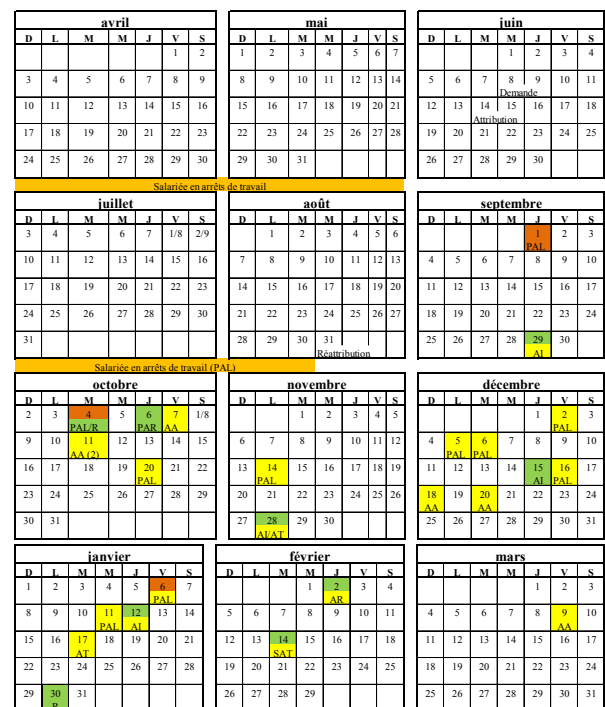 avril
D L M M J V S
1 2
3 4 5 6 7 8 9
10 11 12 13 14 15 16
17 18 19 20 21 22 23
24 25 26 27 28 29 30
mai
D L M M J V S
1 2 3 4 5 6 7
8 9 10 11 12 13 14
15 16 17 18 19 20 21
22 23 24 25 26 27 28
29 30 31
juin
D L M M J V S
1 2 3 4
5 6 7 8 9 10 11
Demande
12 13 14 15 16 17 18
Attribution
19 20 21 22 23 24 25
26 27 28 29 30
Salariée en arrêts de travail
juillet
D L M M J V S
3 4 5 6 7 1/8 2/9
10 11 12 13 14 15 16
17 18 19 20 21 22 23
24 25 26 27 28 29 30
31
août
D L M M J V S
1 2 3 4 5 6
7 8 9 10 11 12 13
14 15 16 17 18 19 20
21 22 23 24 25 26 27
28 29 30 31
Réattribution
septembre
D L M M J V S
1 2 3
PAL
4 5 6 7 8 9 10
11 12 13 14 15 16 17
18 19 20 21 22 23 24
25 26 27 28 29 30
AI
Salariée en arrêts de travail (PAL)
octobre
D L M M J V S
2 3 4 5 6 7 1/8
PAL/R PAR AA
9 10 11 12 13 14 15
AA (2)
16 17 18 19 20 21 22
PAL
23 24 25 26 27 28 29
30 31
novembre
D L M M J V S
1 2 3 4 5
6 7 8 9 10 11 12
13 14 15 16 17 18 19
PAL
20 21 22 23 24 25 26
27 28 29 30
AI/AT
décembre
D L M M J V S
1 2 3
PAL
4 5 6 7 8 9 10
PAL PAL
11 12 13 14 15 16 17
AI PAL
18 19 20 21 22 23 24
AA AA
25 26 27 28 29 30 31
janvier
D L M M J V S
1 2 3 4 5 6 7
PAL
8 9 10 11 12 13 14
PAL AI
15 16 17 18 19 20 21
AT
22 23 24 25 26 27 28
29 30 31
février
D L M M J V S
1 2 3 4
AR
5 6 7 8 9 10 11
12 13 14 15 16 17 18
SAT
19 20 21 22 23 24 25
26 27 28 29
mars
D L M M J V S
1 2 3
4 5 6 7 8 9 10
AA
11 12 13 14 15 16 17
18 19 20 21 22 23 24
25 26 27 28 29 30 31